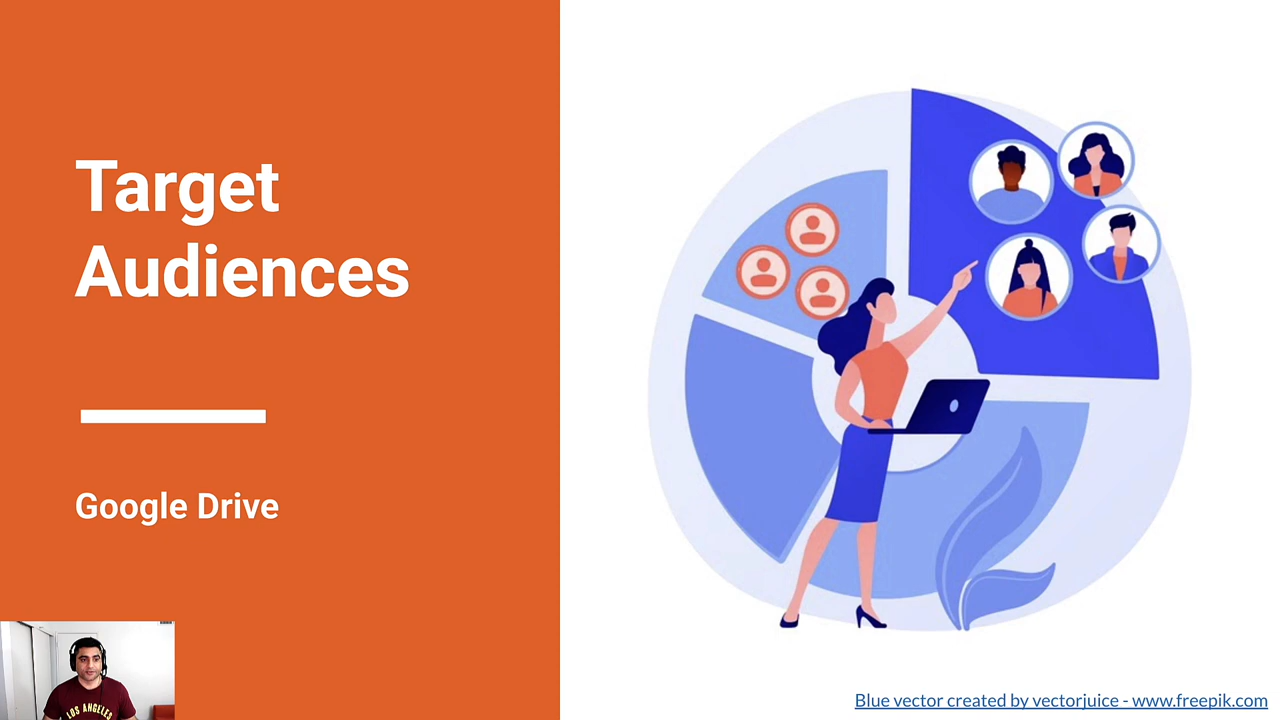 Target
Audiences
Google Drive
LOS ANGELES
Blue vector created by vectorjuice - www.freepik.com